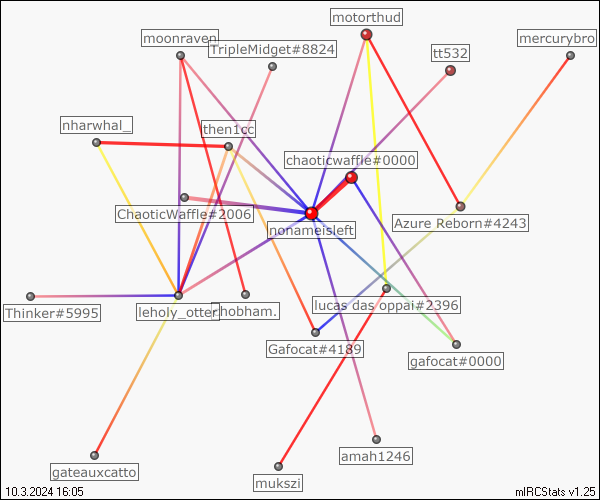 motorthud
moonraven
mercurybro
TripleMidget#8824
tt532
nharwhal_
then1cc
chaoticwaffle#0000
ChaoticWaffle#2006
Azure Reborn#4243
nonameisleft
Thinker#5995
leholy_otter
hobham.
lucas das oppai#2396
Gafocat#4189
gafocat#0000
amah1246
gateauxcatto
mukszi
10.3.2024 16:05
mIRCStats v1.25